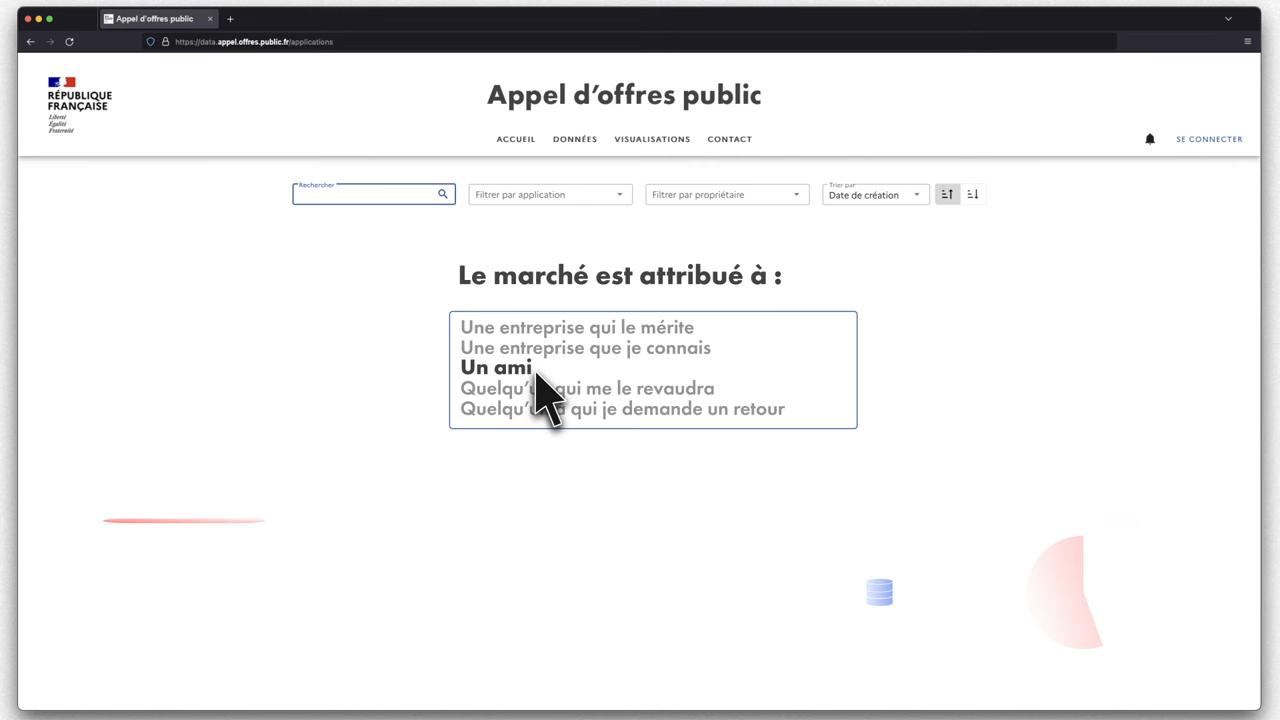 Appel d'offres public
https://data.appel.offres.public.fr/applications
RÉPUBLIQUE
FRANÇAISE
Liberté
Égalité
Fraternité
Appel d’offres public
ACCUEIL DONNÉES VISUALISATIONS CONTACT
SE CONNECTER
Rechercher
Filtrer par application
Filtrer par propriétaire
Trier par
Date de création
Le marché est attribué à :
Une entreprise qui le mérite
Une entreprise que je connais
Un ami
qui me le revaudra
qui je demande un retour